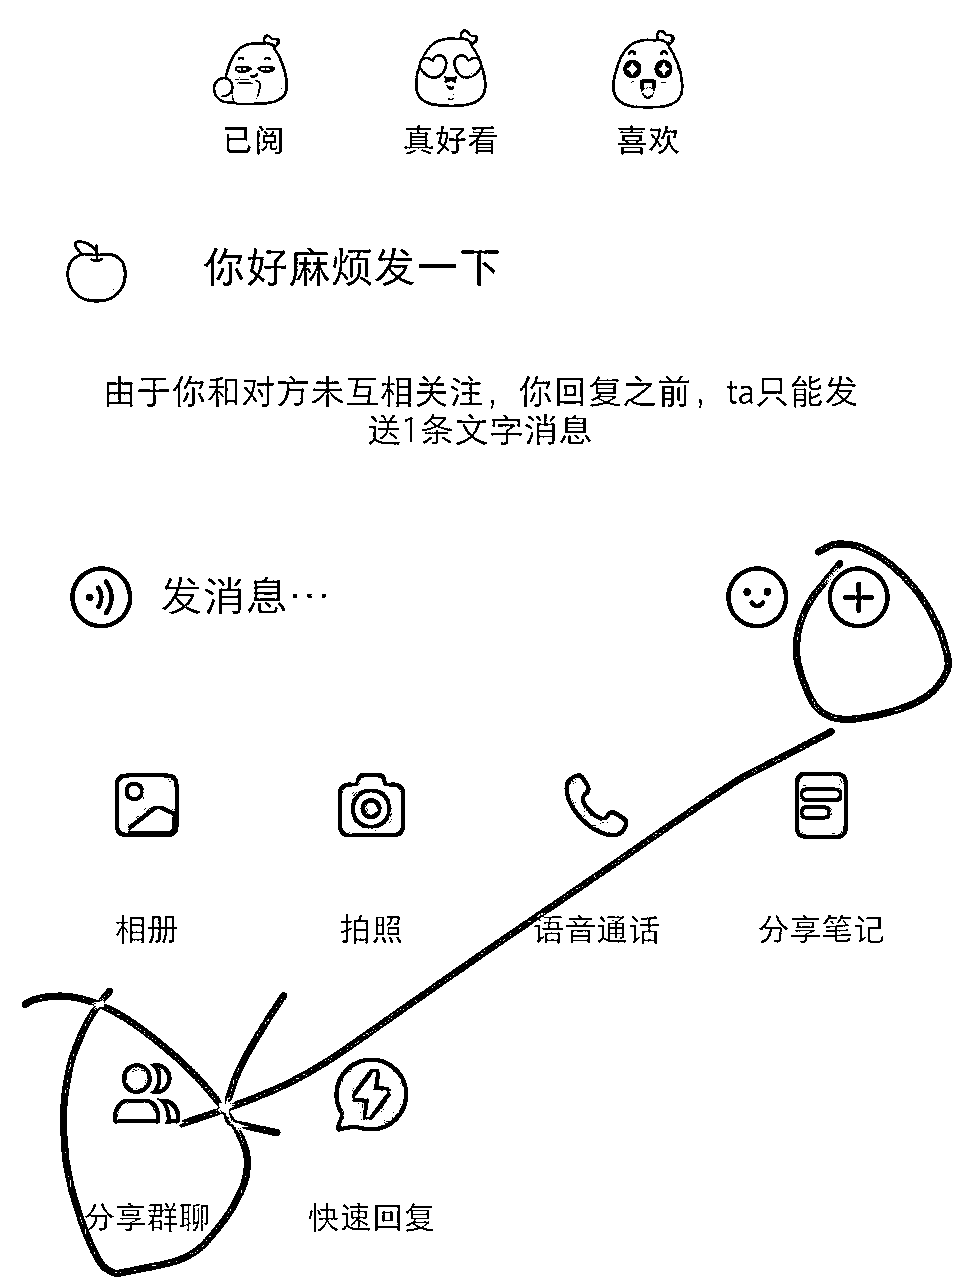 已阅 真好看 喜欢
你好麻烦发一下
由于你和对方未互相关注，你回复之前，ta只能发
送1条文字消息
发消息…
相册 拍照 语音通话 分享笔记
分享群聊 快速回复